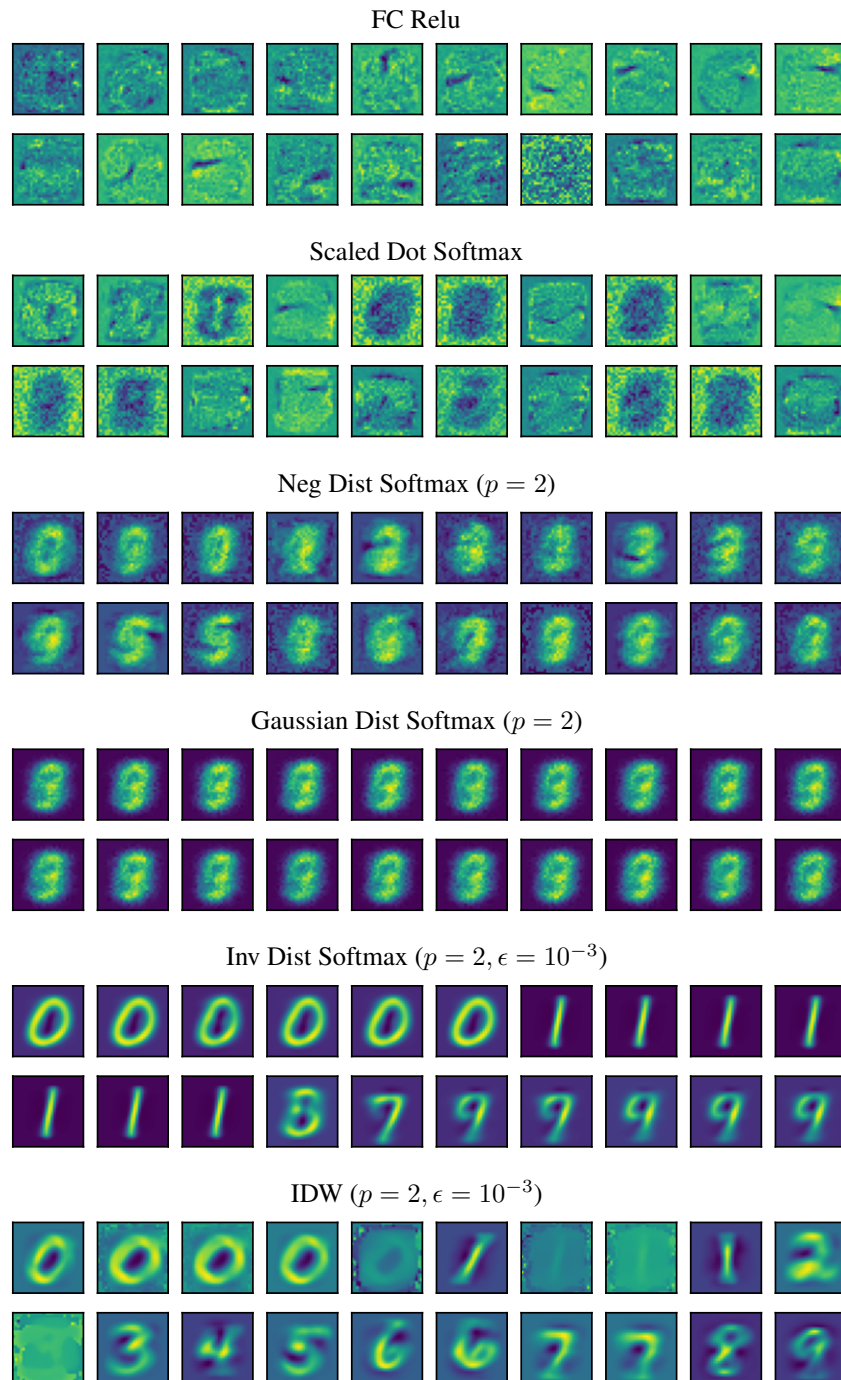 FC Relu
Scaled Dot Softmax
Neg Dist Softmax (p = 2)
Gaussian Dist Softmax (p = 2)
Inv Dist Softmax (p = 2, ϵ = 10⁻³)
IDW (p = 2, ϵ = 10⁻³)